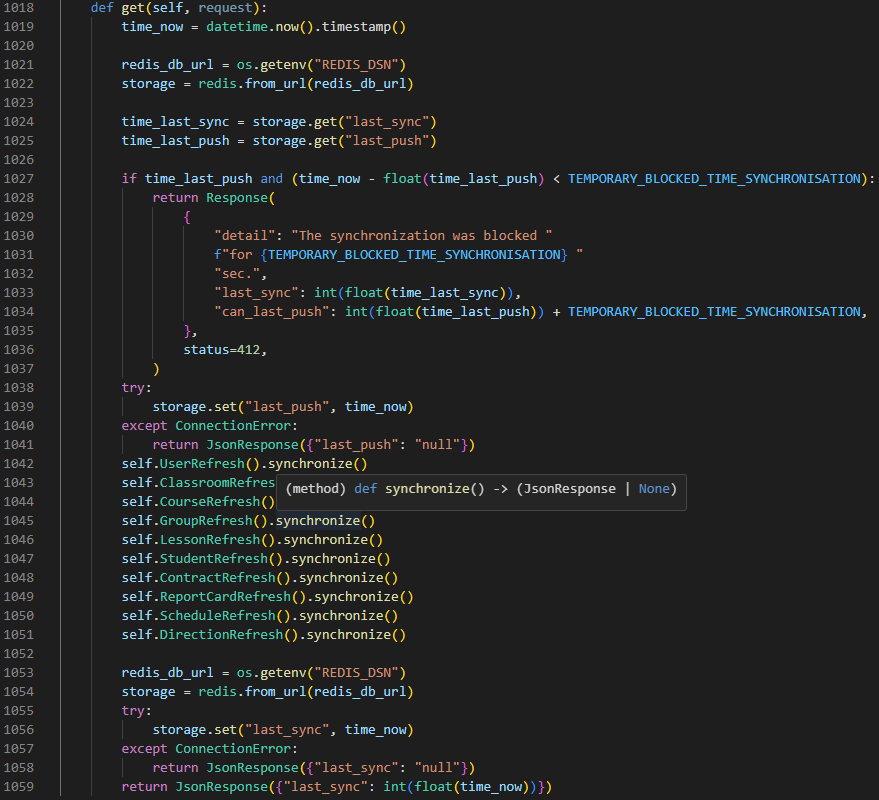 1018 def get(self, request):
1019 time_now = datetime.now().timestamp()
1020
1021 redis_db_url = os.getenv("REDIS_DSN")
1022 storage = redis.from_url(redis_db_url)
1023
1024 time_last_sync = storage.get("last_sync")
1025 time_last_push = storage.get("last_push")
1026
1027 if time_last_push and (time_now - float(time_last_push) < TEMPORARY_BLOCKED_TIME_SYNCHRONISATION):
1028 return Response(
1029 {
1030 "detail": "The synchronization was blocked "
1031 f"for {TEMPORARY_BLOCKED_TIME_SYNCHRONISATION} "
1032 "sec.",
1033 "last_sync": int(float(time_last_sync)),
1034 "can_last_push": int(float(time_last_push)) + TEMPORARY_BLOCKED_TIME_SYNCHRONISATION,
1035 },
1036 status=412,
1037 )
1038 try:
1039 storage.set("last_push", time_now)
1040 except ConnectionError:
1041 return JsonResponse({"last_push": "null"})
1042 self.UserRefresh().synchronize()
1043 self.ClassroomRefres
(method) def synchronize() -> (JsonResponse | None)
1044 self.CourseRefresh()
1045 self.GroupRefresh().synchronize()
1046 self.LessonRefresh().synchronize()
1047 self.StudentRefresh().synchronize()
1048 self.ContractRefresh().synchronize()
1049 self.ReportCardRefresh().synchronize()
1050 self.ScheduleRefresh().synchronize()
1051 self.DirectionRefresh().synchronize()
1052
1053 redis_db_url = os.getenv("REDIS_DSN")
1054 storage = redis.from_url(redis_db_url)
1055 try:
1056 storage.set("last_sync", time_now)
1057 except ConnectionError:
1058 return JsonResponse({"last_sync": "null"})
1059 return JsonResponse({"last_sync": int(float(time_now))})